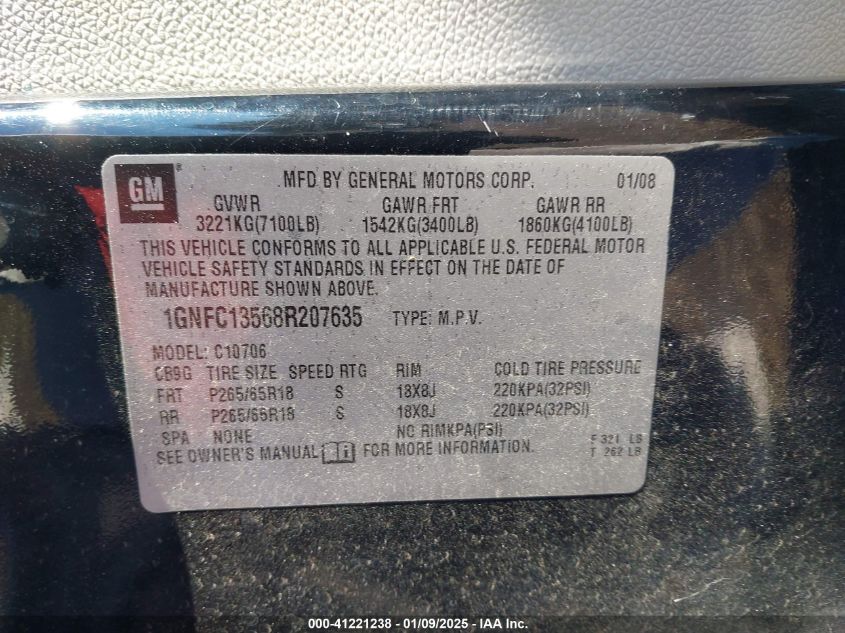 GM ® MFD BY GENERAL MOTORS CORP. 01/08
GVWR GAWR FRT GAWR RR
3221KG(7100LB) 1542KG(3400LB) 1860KG(4100LB)
THIS VEHICLE CONFORMS TO ALL APPLICABLE U.S. FEDERAL MOTOR
VEHICLE SAFETY STANDARDS IN EFFECT ON THE DATE OF
MANUFACTURE SHOWN ABOVE.
1GNFC13568R207635 TYPE: M.P.V.
MODEL: C10706
TIRE SIZE SPEED RTG RIM COLD TIRE PRESSURE
FRT P265/65R18 S 18X8J 220KPA(32PSI)
RR P265/65R18 S 18X8J 220KPA(32PSI)
SPA NONE NO RIMKPA(PSI)
SEE OWNER'S MANUAL FOR MORE INFORMATION.
F 321 LS
T 262 LB
000-41221238 - 01/09/2025 - IAA Inc.